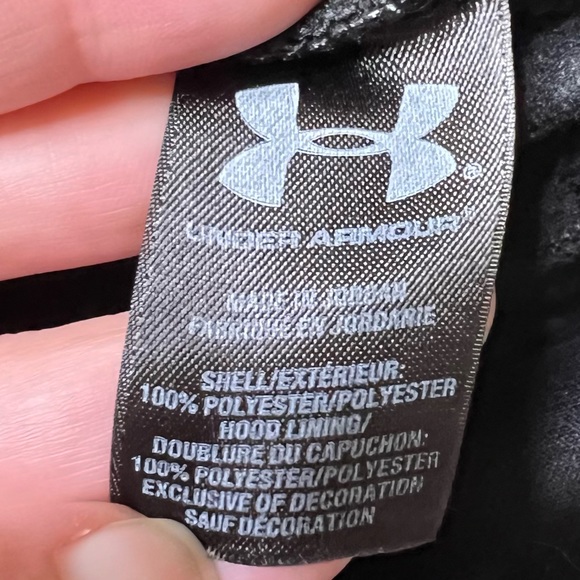 UNDER ARMOUR
MADE IN JORDAN
FABRIQUÉ EN JORDANIE
SHELL/EXTÉRIEUR:
100% POLYESTER/POLYESTER
HOOD LINING/
DOUBLURE DU CAPUCHON:
100% POLYESTER/POLYESTER
EXCLUSIVE OF DECORATION
SAUF DÉCORATION